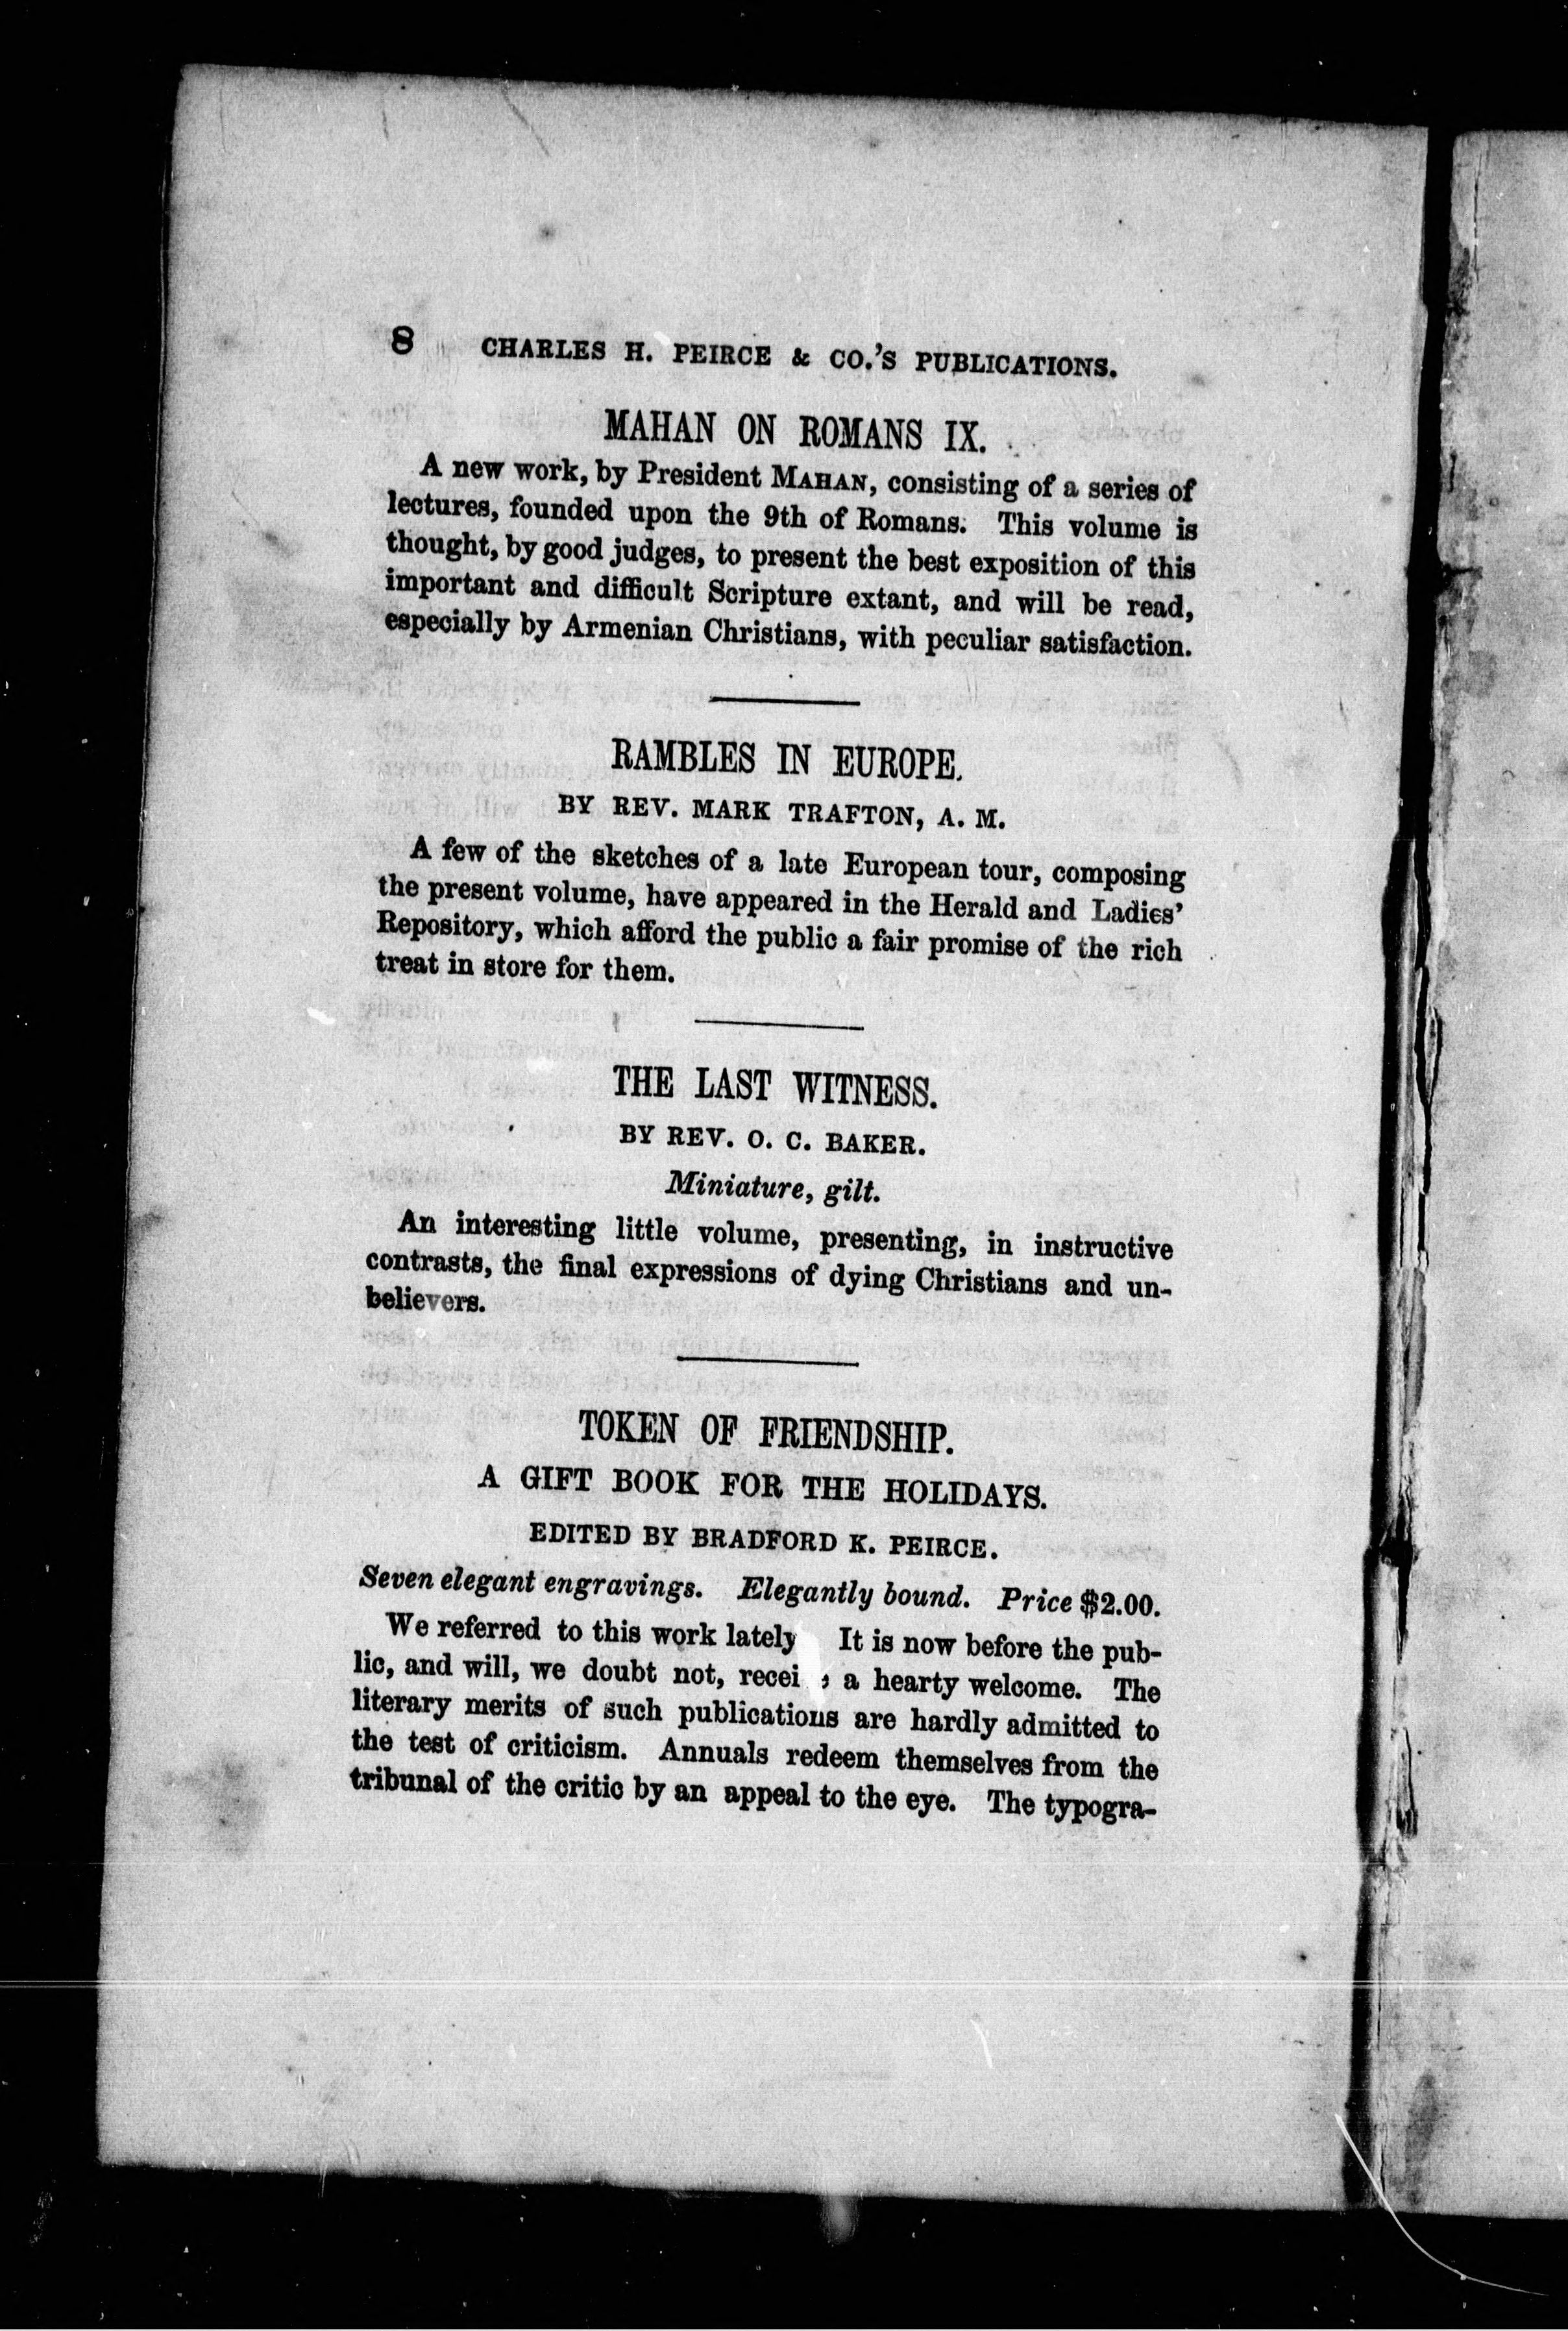 8 CHARLES H. PEIRCE & CO.'S PUBLICATIONS.
MAHAN ON ROMANS IX.
A new work, by President MAHAN, consisting of a series of
lectures, founded upon the 9th of Romans. This volume is
thought, by good judges, to present the best exposition of this
important and difficult Scripture extant, and will be read,
especially by Armenian Christians, with peculiar satisfaction.
RAMBLES IN EUROPE.
BY REV. MARK TRAFTON, A. M.
A few of the sketches of a late European tour, composing
the present volume, have appeared in the Herald and Ladies'
Repository, which afford the public a fair promise of the rich
treat in store for them.
THE LAST WITNESS.
BY REV. O. C. BAKER.
Miniature, gilt.
An interesting little volume, presenting, in instructive
contrasts, the final expressions of dying Christians and un-
believers.
TOKEN OF FRIENDSHIP.
A GIFT BOOK FOR THE HOLIDAYS.
EDITED BY BRADFORD K. PEIRCE.
Seven elegant engravings. Elegantly bound. Price $2.00.
We referred to this work lately It is now before the pub-
lic, and will, we doubt not, a hearty welcome. The
literary merits of such publications are hardly admitted to
the test of criticism. Annuals redeem themselves from the
tribunal of the critic by an appeal to the eye. The typogra-